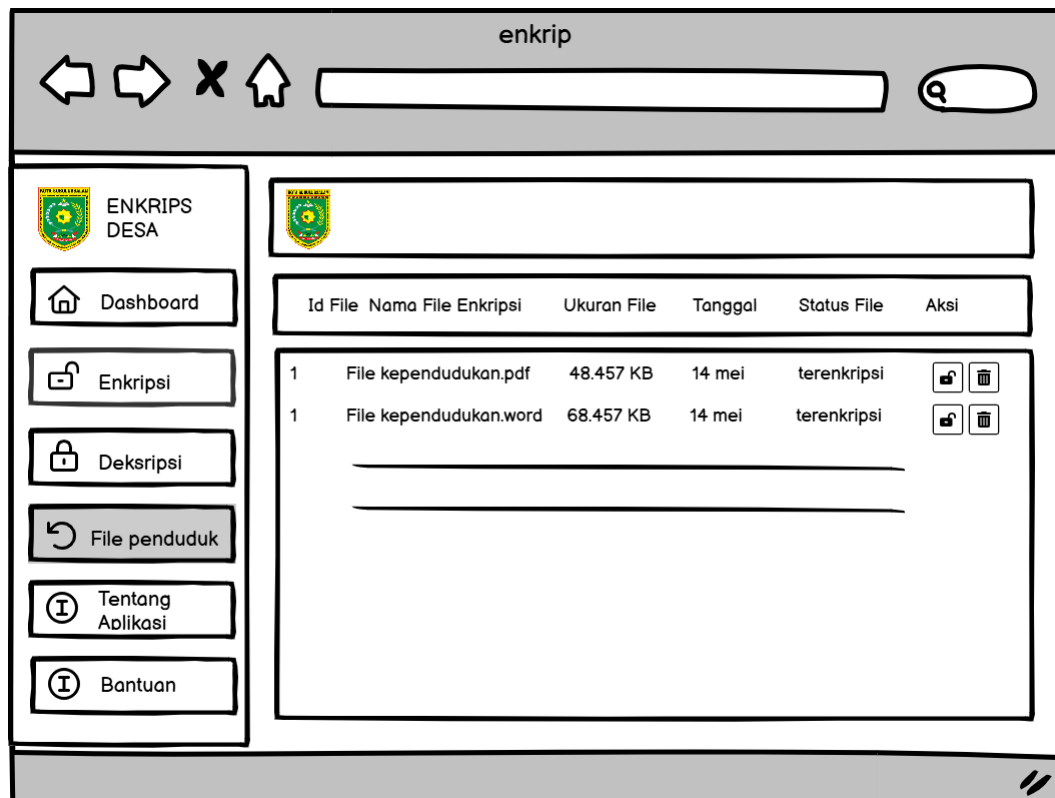 enkrip
KOTA SUBULUSSALAM
ENKRIPS
DESA
Dashboard
Enkripsi
Deksripsi
File penduduk
Tentang
Aplikasi
Bantuan
Id File Nama File Enkripsi Ukuran File Tanggal Status File Aksi
1 File kependudukan.pdf 48.457 KB 14 mei terenkripsi
1 File kependudukan.word 68.457 KB 14 mei terenkripsi